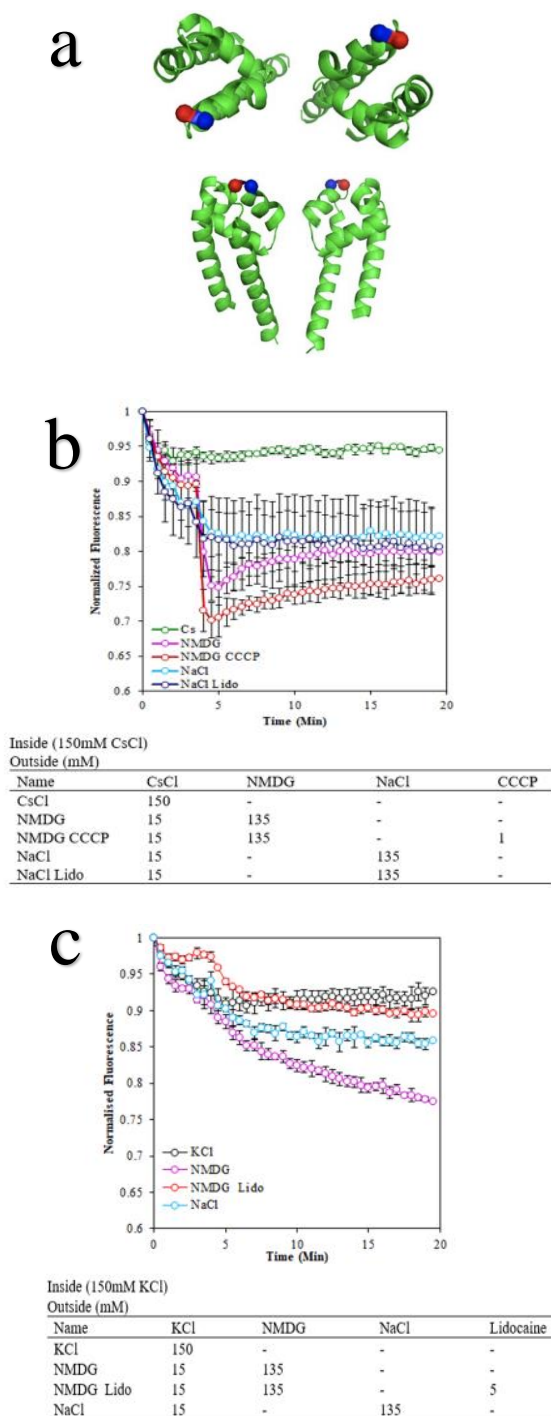 a
b
1
0.95
0.9
0.85
0.8
0.75
0.7
0.65
0.6
Normalized Fluorescence
Cs
NMDG
NMDG CCCP
NaCl
NaCl Lido
0 5 10 15 20
Time (Min)
Inside (150mM CsCl)
Outside (mM)
Name CsCl NMDG NaCl CCCP
CsCl 150 - - -
NMDG 15 135 - -
NMDG CCCP 15 135 - 1
NaCl 15 - 135 -
NaCl Lido 15 - 135 -
c
1
0.95
0.9
0.85
0.8
0.75
0.7
0.65
0.6
Normalised Fluorescence
KCl
NMDG
NMDG Lido
NaCl
0 5 10 15 20
Time (Min)
Inside (150mM KCl)
Outside (mM)
Name KCl NMDG NaCl Lidocaine
KCl 150 - - -
NMDG 15 135 - -
NMDG Lido 15 135 - 5
NaCl 15 - 135 -